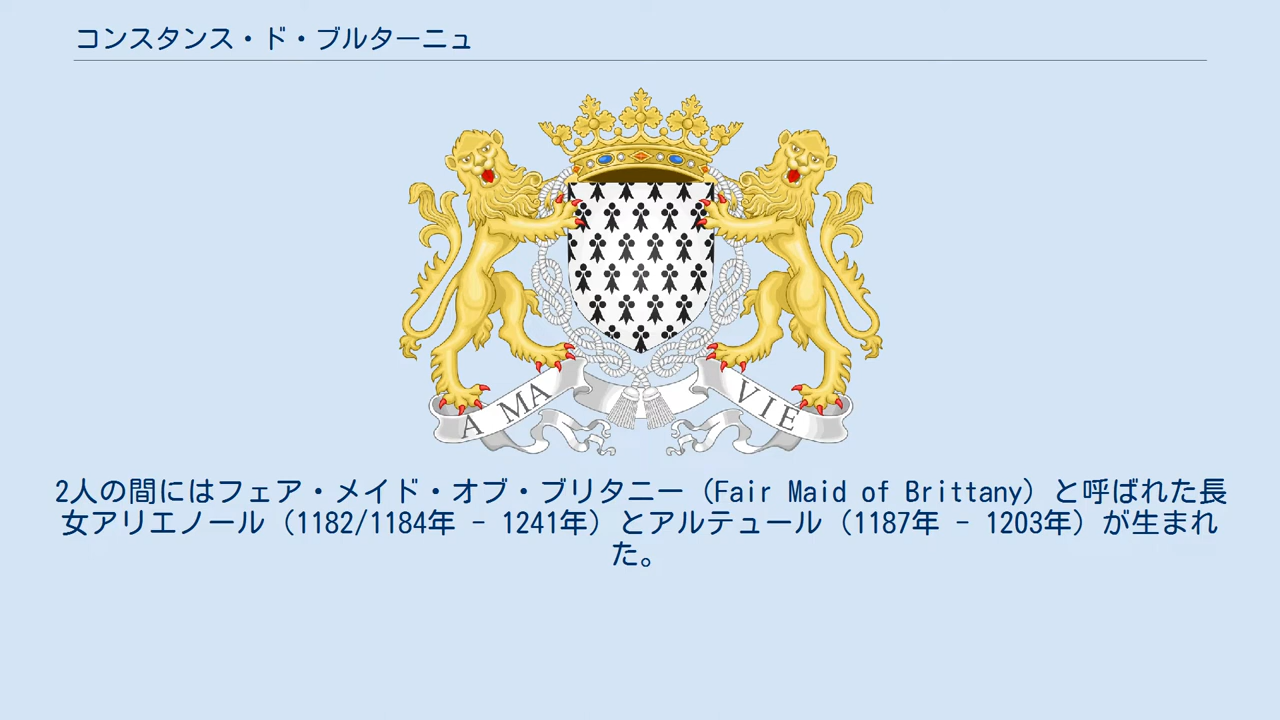 コンスタンス・ド・ブルターニュ
A MA VIE
2人の間にはフェア・メイド・オブ・ブリタニー（Fair Maid of Brittany）と呼ばれた長
女アリエノール（1182/1184年 - 1241年）とアルテュール（1187年 - 1203年）が生まれ
た。